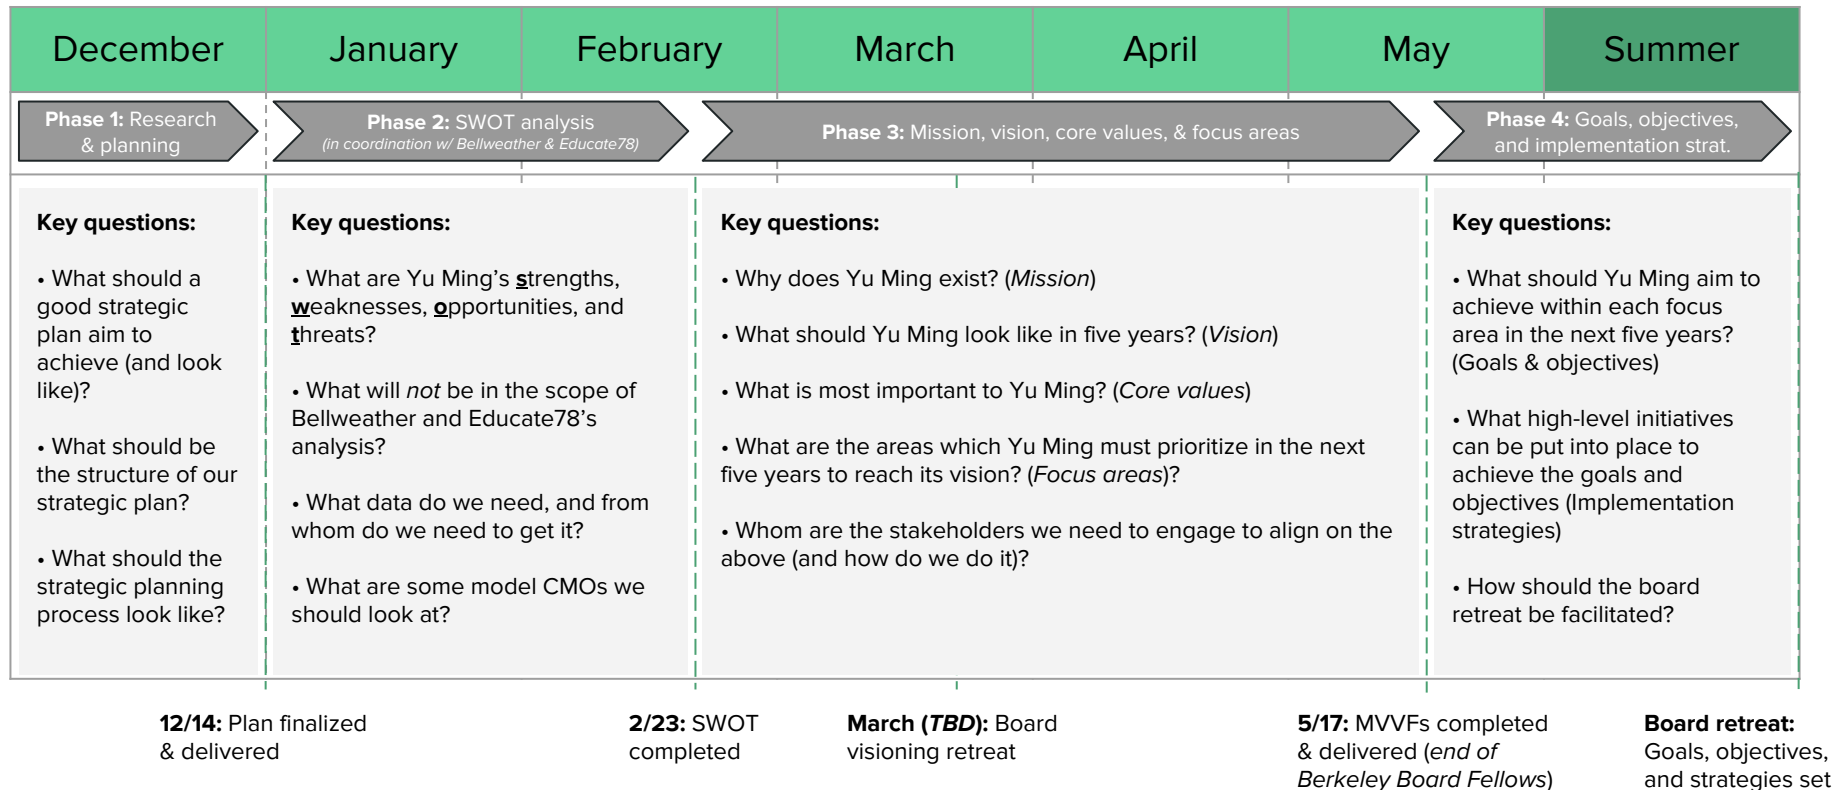 December
January
February
March
April
May
Summer
Phase 1: Research
& planning
Phase 2: SWOT analysis
(in coordination w/ Bellweather & Educate78)
Phase 3: Mission, vision, core values, & focus areas
Phase 4: Goals, objectives,
and implementation strat.
Key questions:
• What should a
good strategic
plan aim to
achieve (and look
like)?
• What should be
the structure of our
strategic plan?
• What should the
strategic planning
process look like?
Key questions:
• What are Yu Ming’s strengths,
weaknesses, opportunities, and
threats?
• What will not be in the scope of
Bellweather and Educate78’s
analysis?
• What data do we need, and from
whom do we need to get it?
• What are some model CMOs we
should look at?
Key questions:
• Why does Yu Ming exist? (Mission)
• What should Yu Ming look like in five years? (Vision)
• What is most important to Yu Ming? (Core values)
• What are the areas which Yu Ming must prioritize in the next
five years to reach its vision? (Focus areas)?
• Whom are the stakeholders we need to engage to align on the
above (and how do we do it)?
Key questions:
• What should Yu Ming aim to
achieve within each focus
area in the next five years?
(Goals & objectives)
• What high-level initiatives
can be put into place to
achieve the goals and
objectives (Implementation
strategies)
• How should the board
retreat be facilitated?
12/14: Plan finalized
& delivered
2/23: SWOT
completed
March (TBD): Board
visioning retreat
5/17: MVVFs completed
& delivered (end of
Berkeley Board Fellows)
Board retreat:
Goals, objectives,
and strategies set